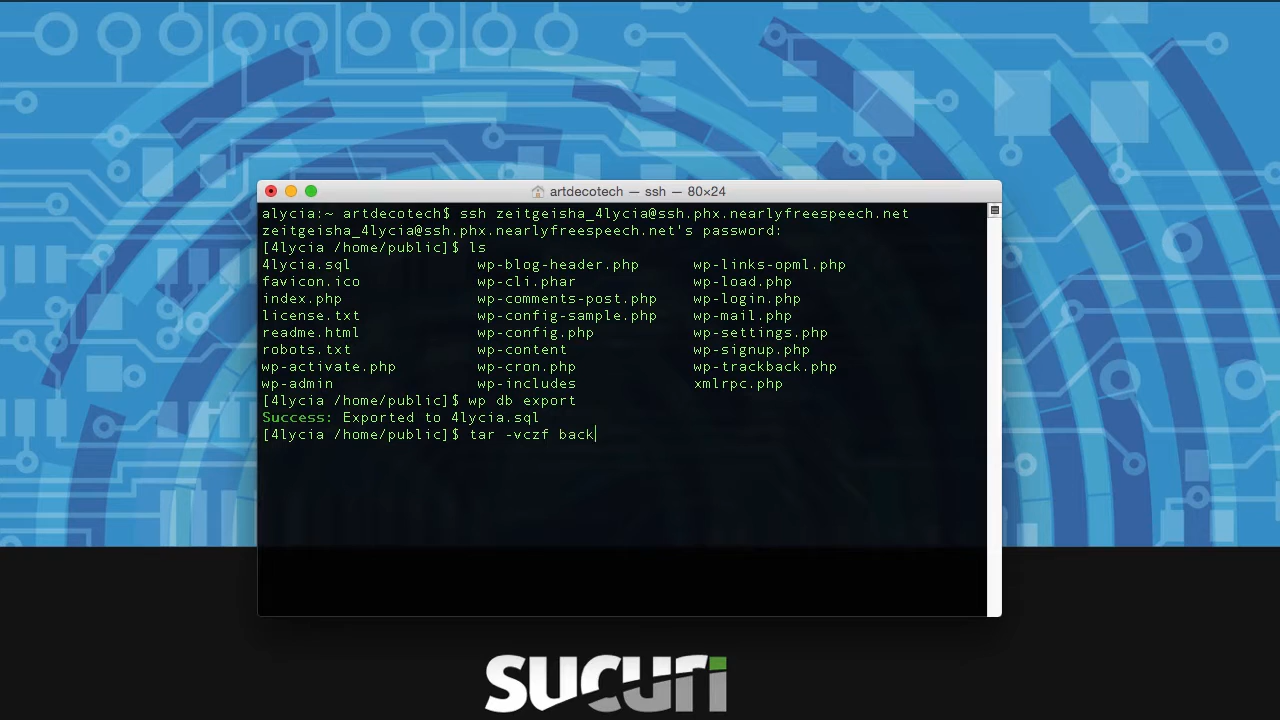 artdecotech — ssh — 80×24
alycia:~ artdecotech$ ssh zeitgeisha_4lycia@ssh.phx.nearlyfreespeech.net
zeitgeisha_4lycia@ssh.phx.nearlyfreespeech.net's password:
[4lycia /home/public]$ ls
4lycia.sql wp-blog-header.php wp-links-opml.php
favicon.ico wp-cli.phar wp-load.php
index.php wp-comments-post.php wp-login.php
license.txt wp-config-sample.php wp-mail.php
readme.html wp-config.php wp-settings.php
robots.txt wp-content wp-signup.php
wp-activate.php wp-cron.php wp-trackback.php
wp-admin wp-includes xmlrpc.php
[4lycia /home/public]$ wp db export
Success: Exported to 4lycia.sql
[4lycia /home/public]$ tar -vczf back
sucuri